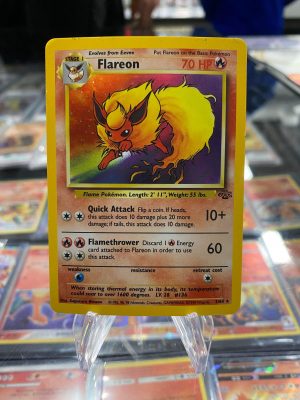 Evolves from Eevee Put Flareon on the Basic Pokémon
STAGE 1 Flareon 70 HP
Flame Pokémon. Length: 2' 11", Weight: 55 lbs.
Quick Attack Flip a coin. If heads,
this attack does 10 damage plus 20 more
damage; if tails, this attack does 10 damage.
10+
Flamethrower Discard 1 Energy
card attached to Flareon in order to use
this attack.
60
weakness resistance retreat cost
When storing thermal energy in its body, its temperature
could soar to over 1600 degrees. LV. 28 #136